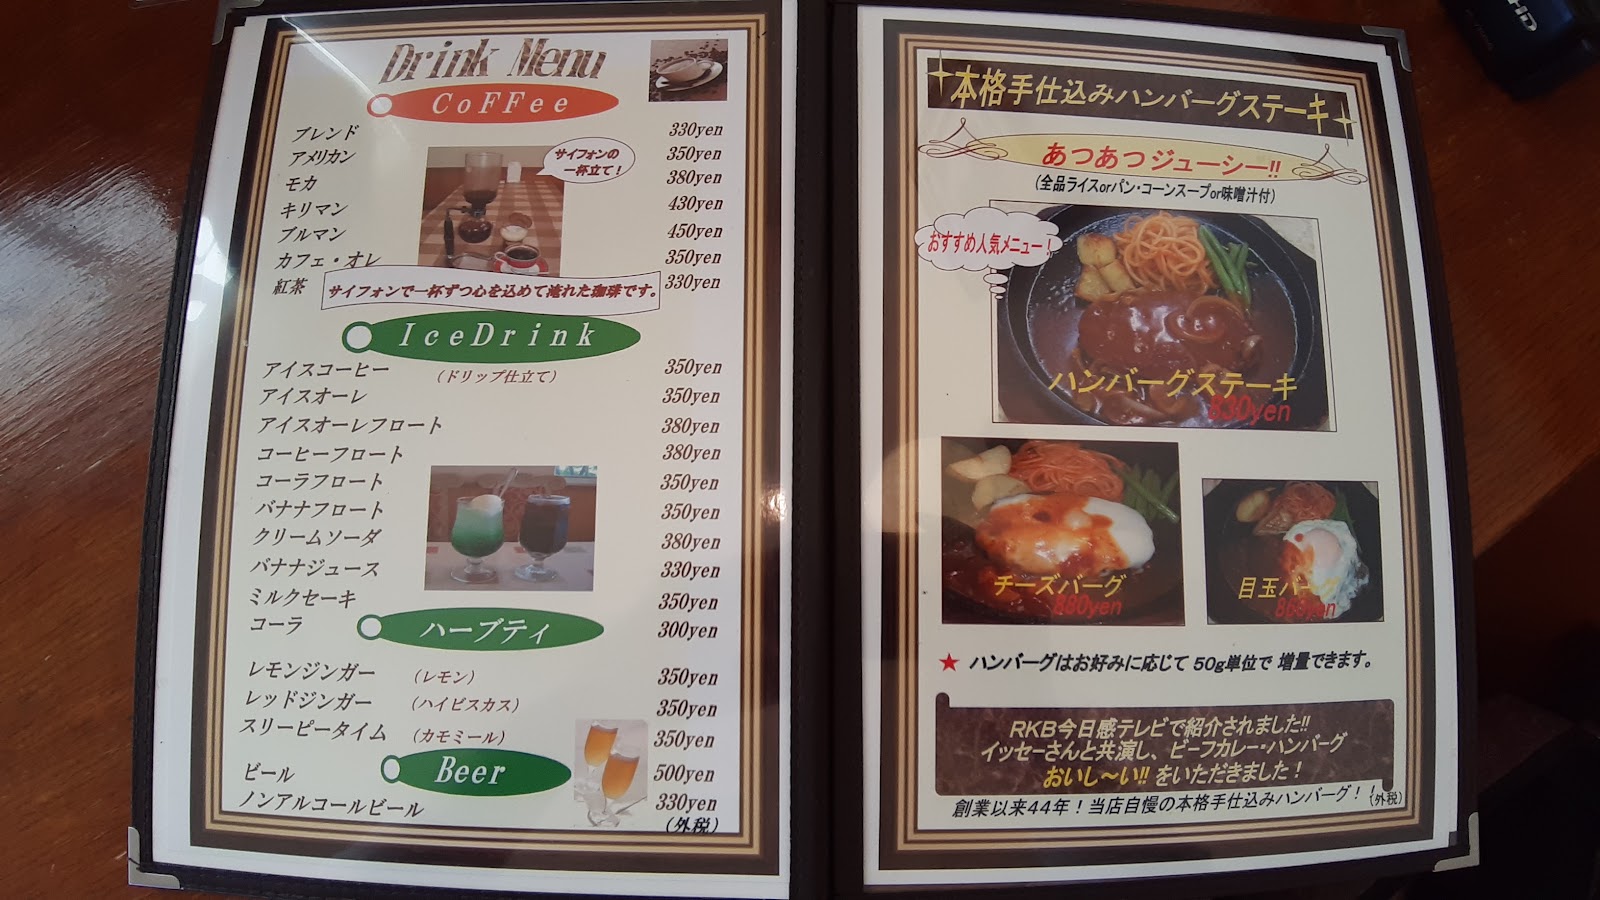 Drink Menu
CoFFee
ブレンド 330yen
アメリカン 350yen
モカ 380yen
キリマン 430yen
ブルマン 450yen
カフェ・オレ 350yen
紅茶 330yen
サイフォンの
一杯立て！
サイフォンで一杯ずつ心を込めて淹れた珈琲です。
IceDrink
アイスコーヒー （ドリップ仕立て） 350yen
アイスオーレ 350yen
アイスオーレフロート 380yen
コーヒーフロート 380yen
コーラフロート 350yen
バナナフロート 350yen
クリームソーダ 380yen
バナナジュース 330yen
ミルクセーキ 350yen
コーラ 300yen
ハーブティ
レモンジンガー （レモン） 350yen
レッドジンガー （ハイビスカス） 350yen
スリーピータイム （カモミール） 350yen
Beer
ビール 500yen
ノンアルコールビール 330yen
（外税）
本格手仕込みハンバーグステーキ
あつあつジューシー!!
（全品ライスorパン・コーンスープor味噌汁付）
おすすめ人気メニュー！
ハンバーグステーキ
830yen
チーズバーグ
880yen
目玉バーグ
865yen
★ ハンバーグはお好みに応じて 50g単位で 増量できます。
RKB今日感テレビで紹介されました!!
イッセーさんと共演し、ビーフカレー・ハンバーグ
おいし～い!! をいただきました！
創業以来44年！当店自慢の本格手仕込みハンバーグ！！（外税）
HD